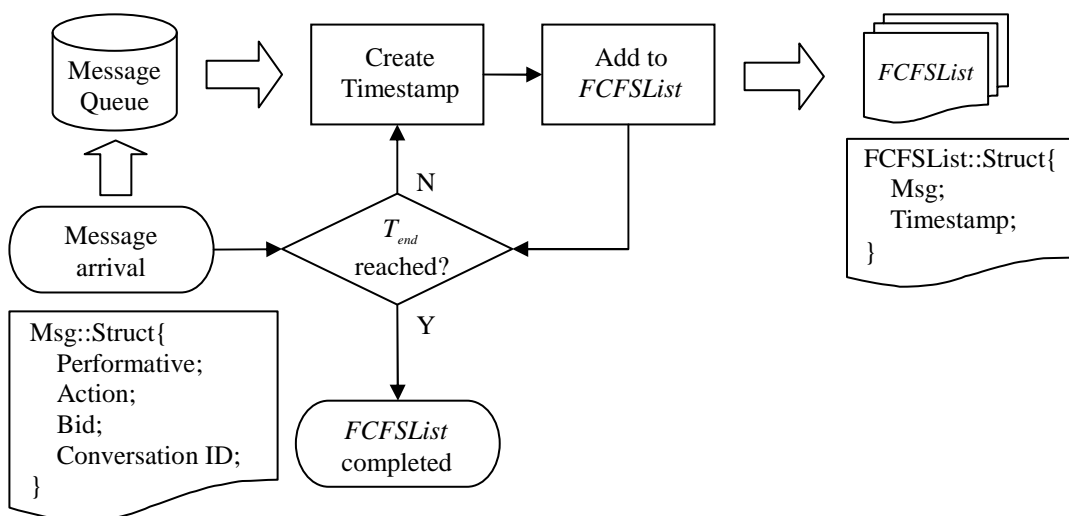 Message
Queue
Create
Timestamp
Add to
FCFSList
FCFSList
FCFSList::Struct{
Msg;
Timestamp;
}
N
Message
arrival
T_end
reached?
Y
Msg::Struct{
Performative;
Action;
Bid;
Conversation ID;
}
FCFSList
completed